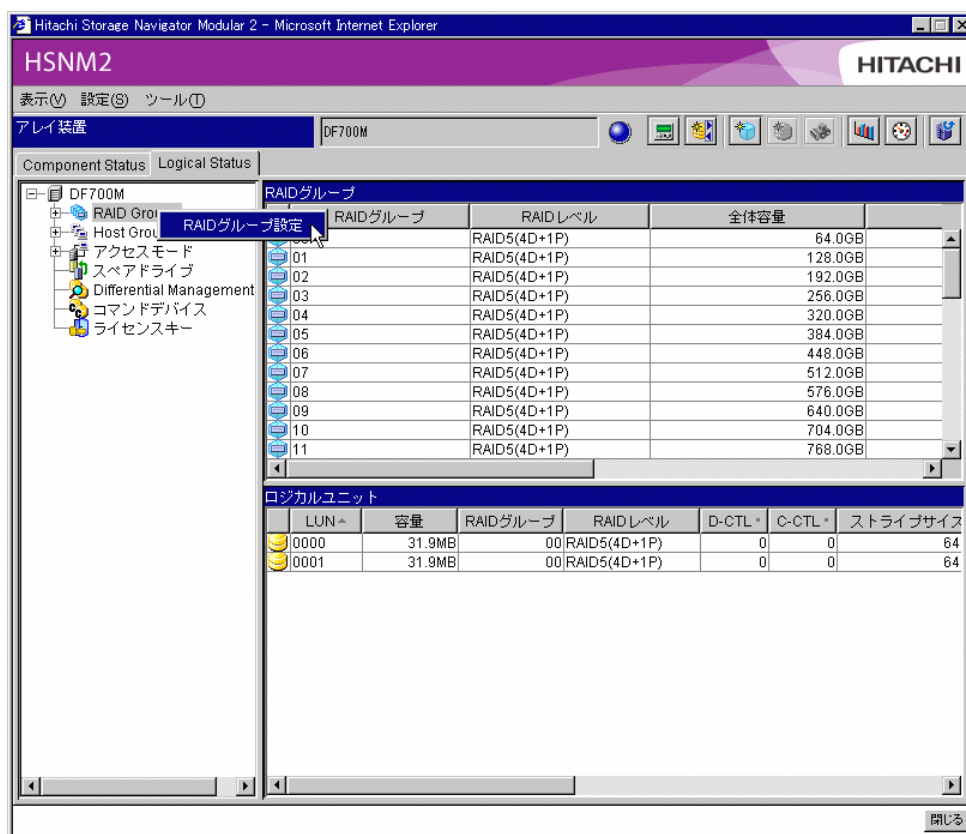 Hitachi Storage Navigator Modular 2 - Microsoft Internet Explorer
HSNM2
HITACHI
表示(V) 設定(S) ツール(T)
アレイ装置
DF700M
Component Status Logical Status
DF700M
RAID
Host
アクセスモード
スペアドライブ
Differential Management
コマンドデバイス
ライセンスキー
RAIDグループ設定
RAIDグループ
RAIDグループ RAIDレベル 全体容量
RAID5(4D+1P) 64.0GB
01 RAID5(4D+1P) 128.0GB
02 RAID5(4D+1P) 192.0GB
03 RAID5(4D+1P) 256.0GB
04 RAID5(4D+1P) 320.0GB
05 RAID5(4D+1P) 384.0GB
06 RAID5(4D+1P) 448.0GB
07 RAID5(4D+1P) 512.0GB
08 RAID5(4D+1P) 576.0GB
09 RAID5(4D+1P) 640.0GB
10 RAID5(4D+1P) 704.0GB
11 RAID5(4D+1P) 768.0GB
ロジカルユニット
LUN 容量 RAIDグループ RAIDレベル D-CTL * C-CTL * ストライプサイズ
0000 31.9MB 00 RAID5(4D+1P) 0 0 64
0001 31.9MB 00 RAID5(4D+1P) 0 0 64
閉じる